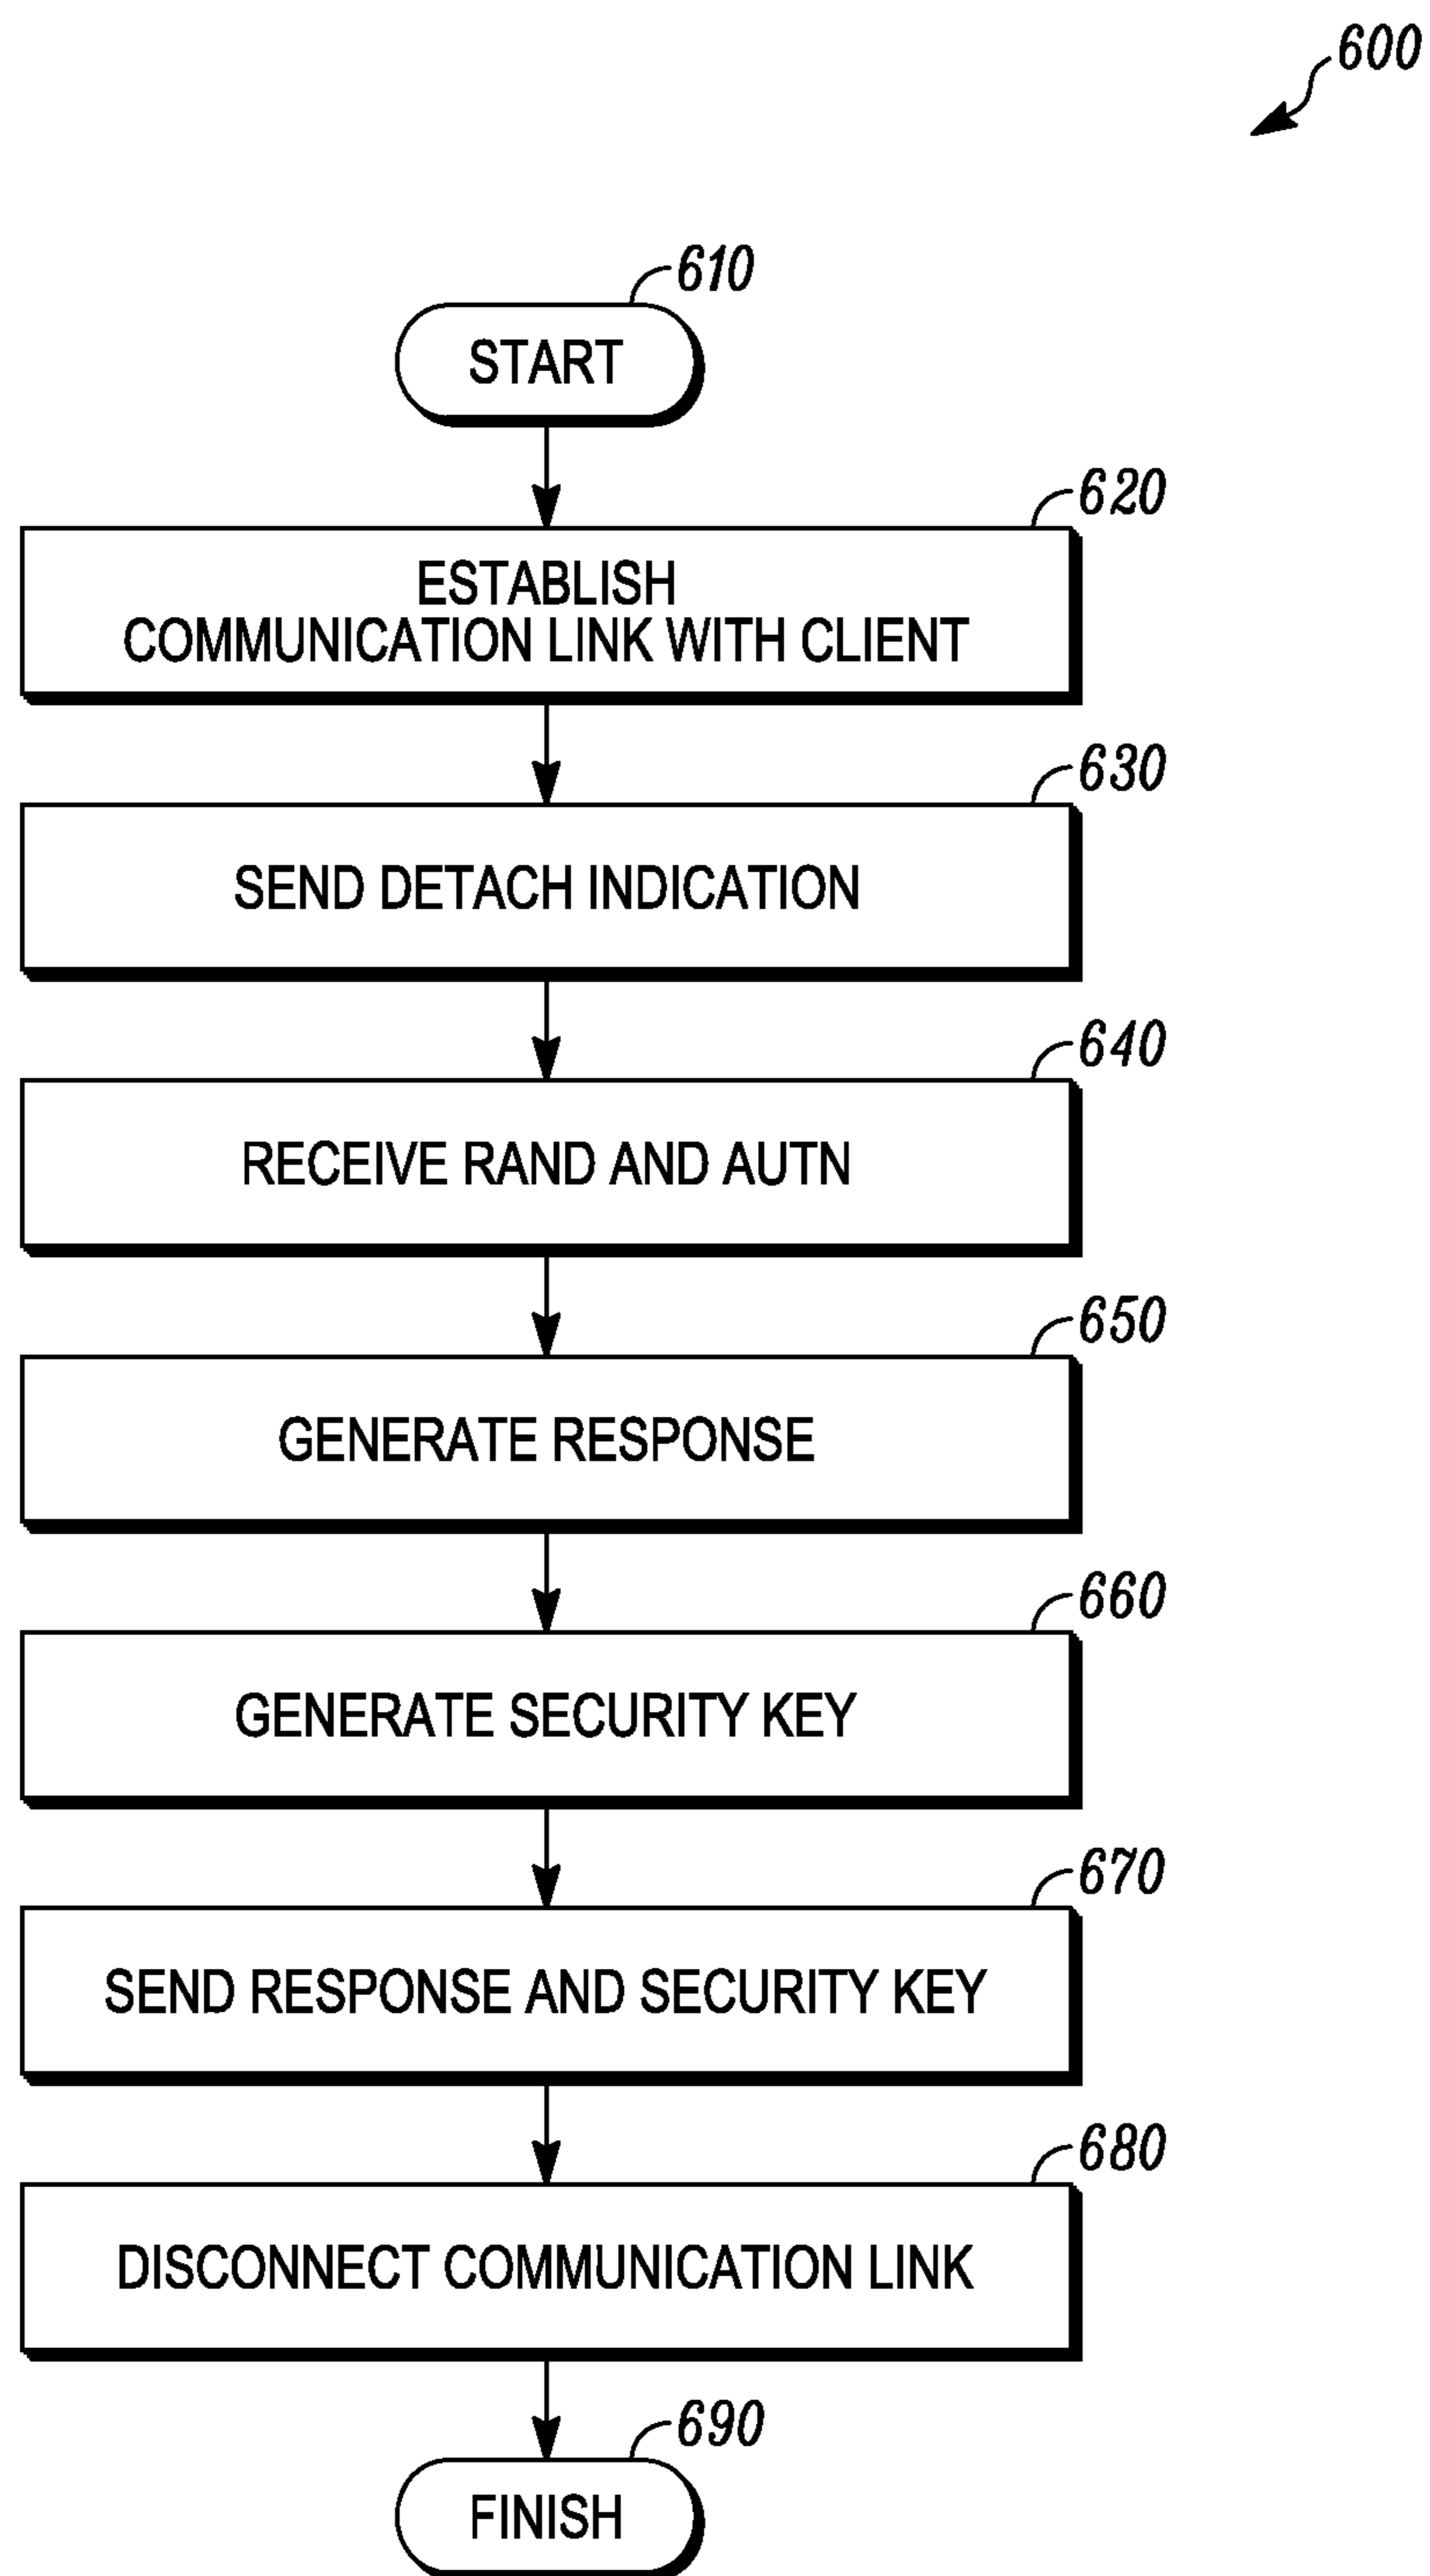 600
610
START
620
ESTABLISH
COMMUNICATION LINK WITH CLIENT
630
SEND DETACH INDICATION
640
RECEIVE RAND AND AUTN
650
GENERATE RESPONSE
660
GENERATE SECURITY KEY
670
SEND RESPONSE AND SECURITY KEY
680
DISCONNECT COMMUNICATION LINK
690
FINISH